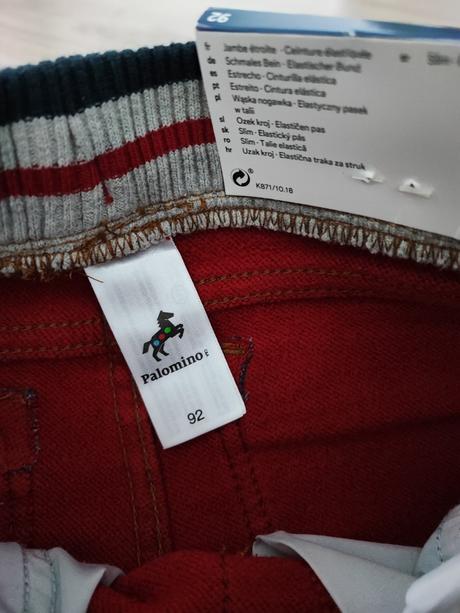 92
fr Jambe étroite · Ceinture élastiquée
de Schmales Bein · Elastischer Bund
es Estrecho · Cinturilla elástica
pt Estreito · Cintura elástica
pl Wąska nogawka · Elastyczny pasek
w talii
sl Ozek kroj · Elastičen pas
sk Slim · Elastický pás
ro Slim · Talie elastică
hr Uzak kroj · Elastična traka za struk
K871/10.18
Palomino
92